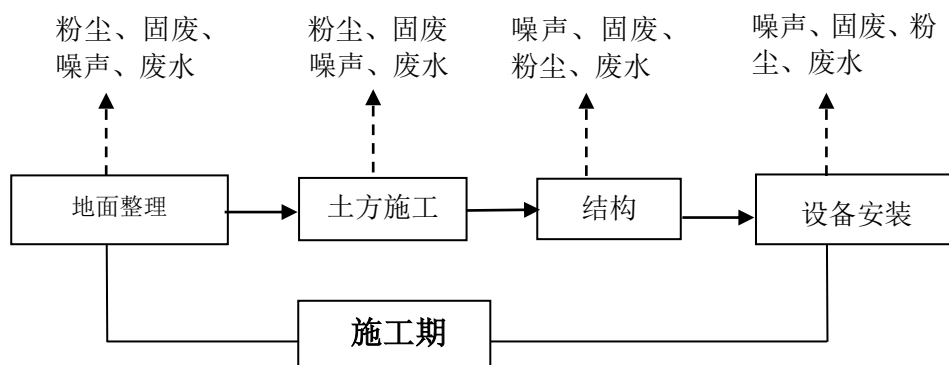 粉尘、固废、
噪声、废水
粉尘、固废
噪声、废水
噪声、固废、
粉尘、废水
噪声、固废、粉
尘、废水
地面整理
土方施工
结构
设备安装
施工期